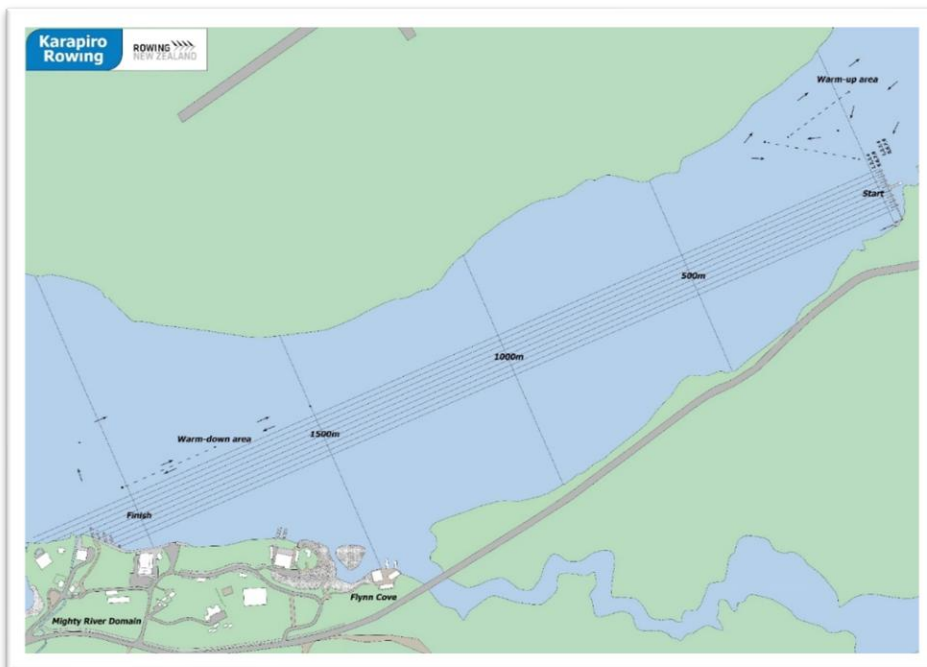 Karapiro
Rowing
ROWING
NEW ZEALAND
Warm-up area
Start
500m
1000m
1500m
Warm-down area
Finish
Flynn Cove
Mighty River Domain